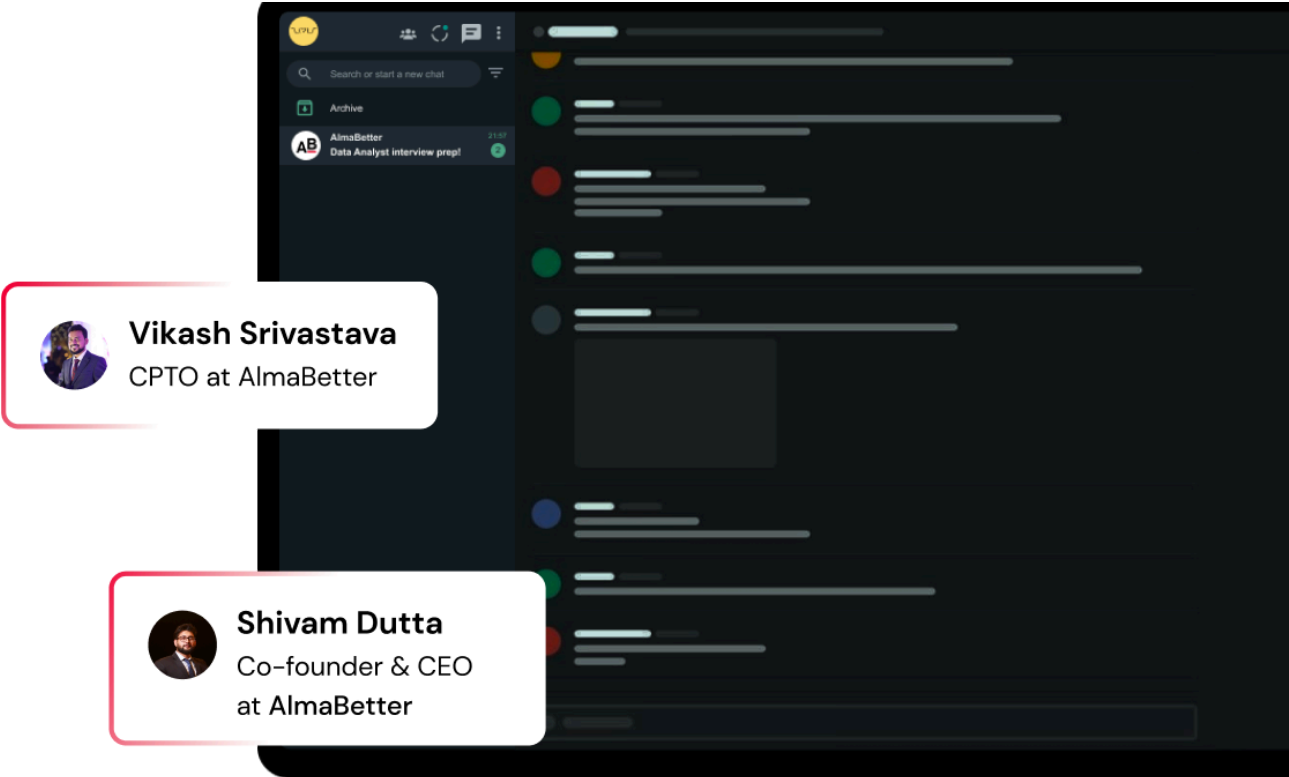 Search or start a new chat
Archive
AB
AlmaBetter
21:57
Data Analyst interview prep!
2
Vikash Srivastava
CPTO at AlmaBetter
Shivam Dutta
Co-founder & CEO
at AlmaBetter